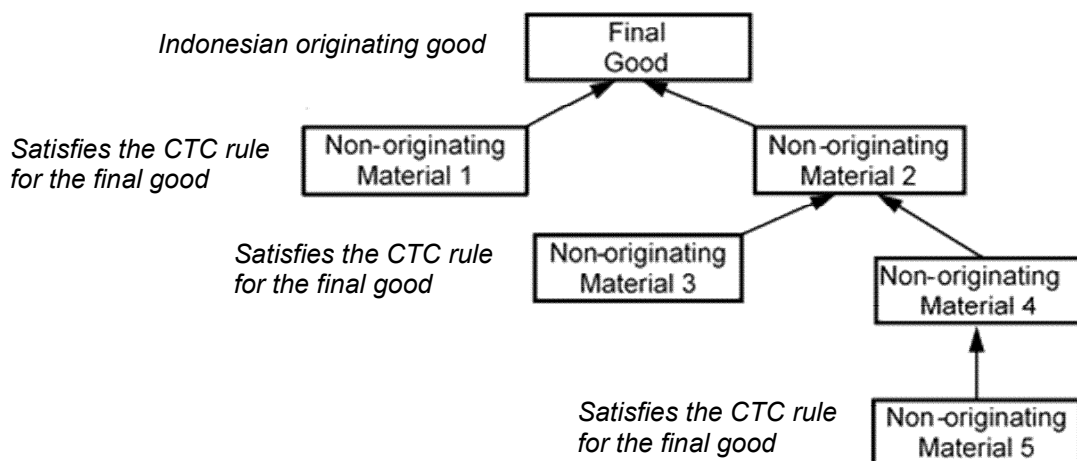 Indonesian originating good
Final
Good
Satisfies the CTC rule
for the final good
Non-originating
Material 1
Non-originating
Material 2
Satisfies the CTC rule
for the final good
Non-originating
Material 3
Non-originating
Material 4
Satisfies the CTC rule
for the final good
Non-originating
Material 5